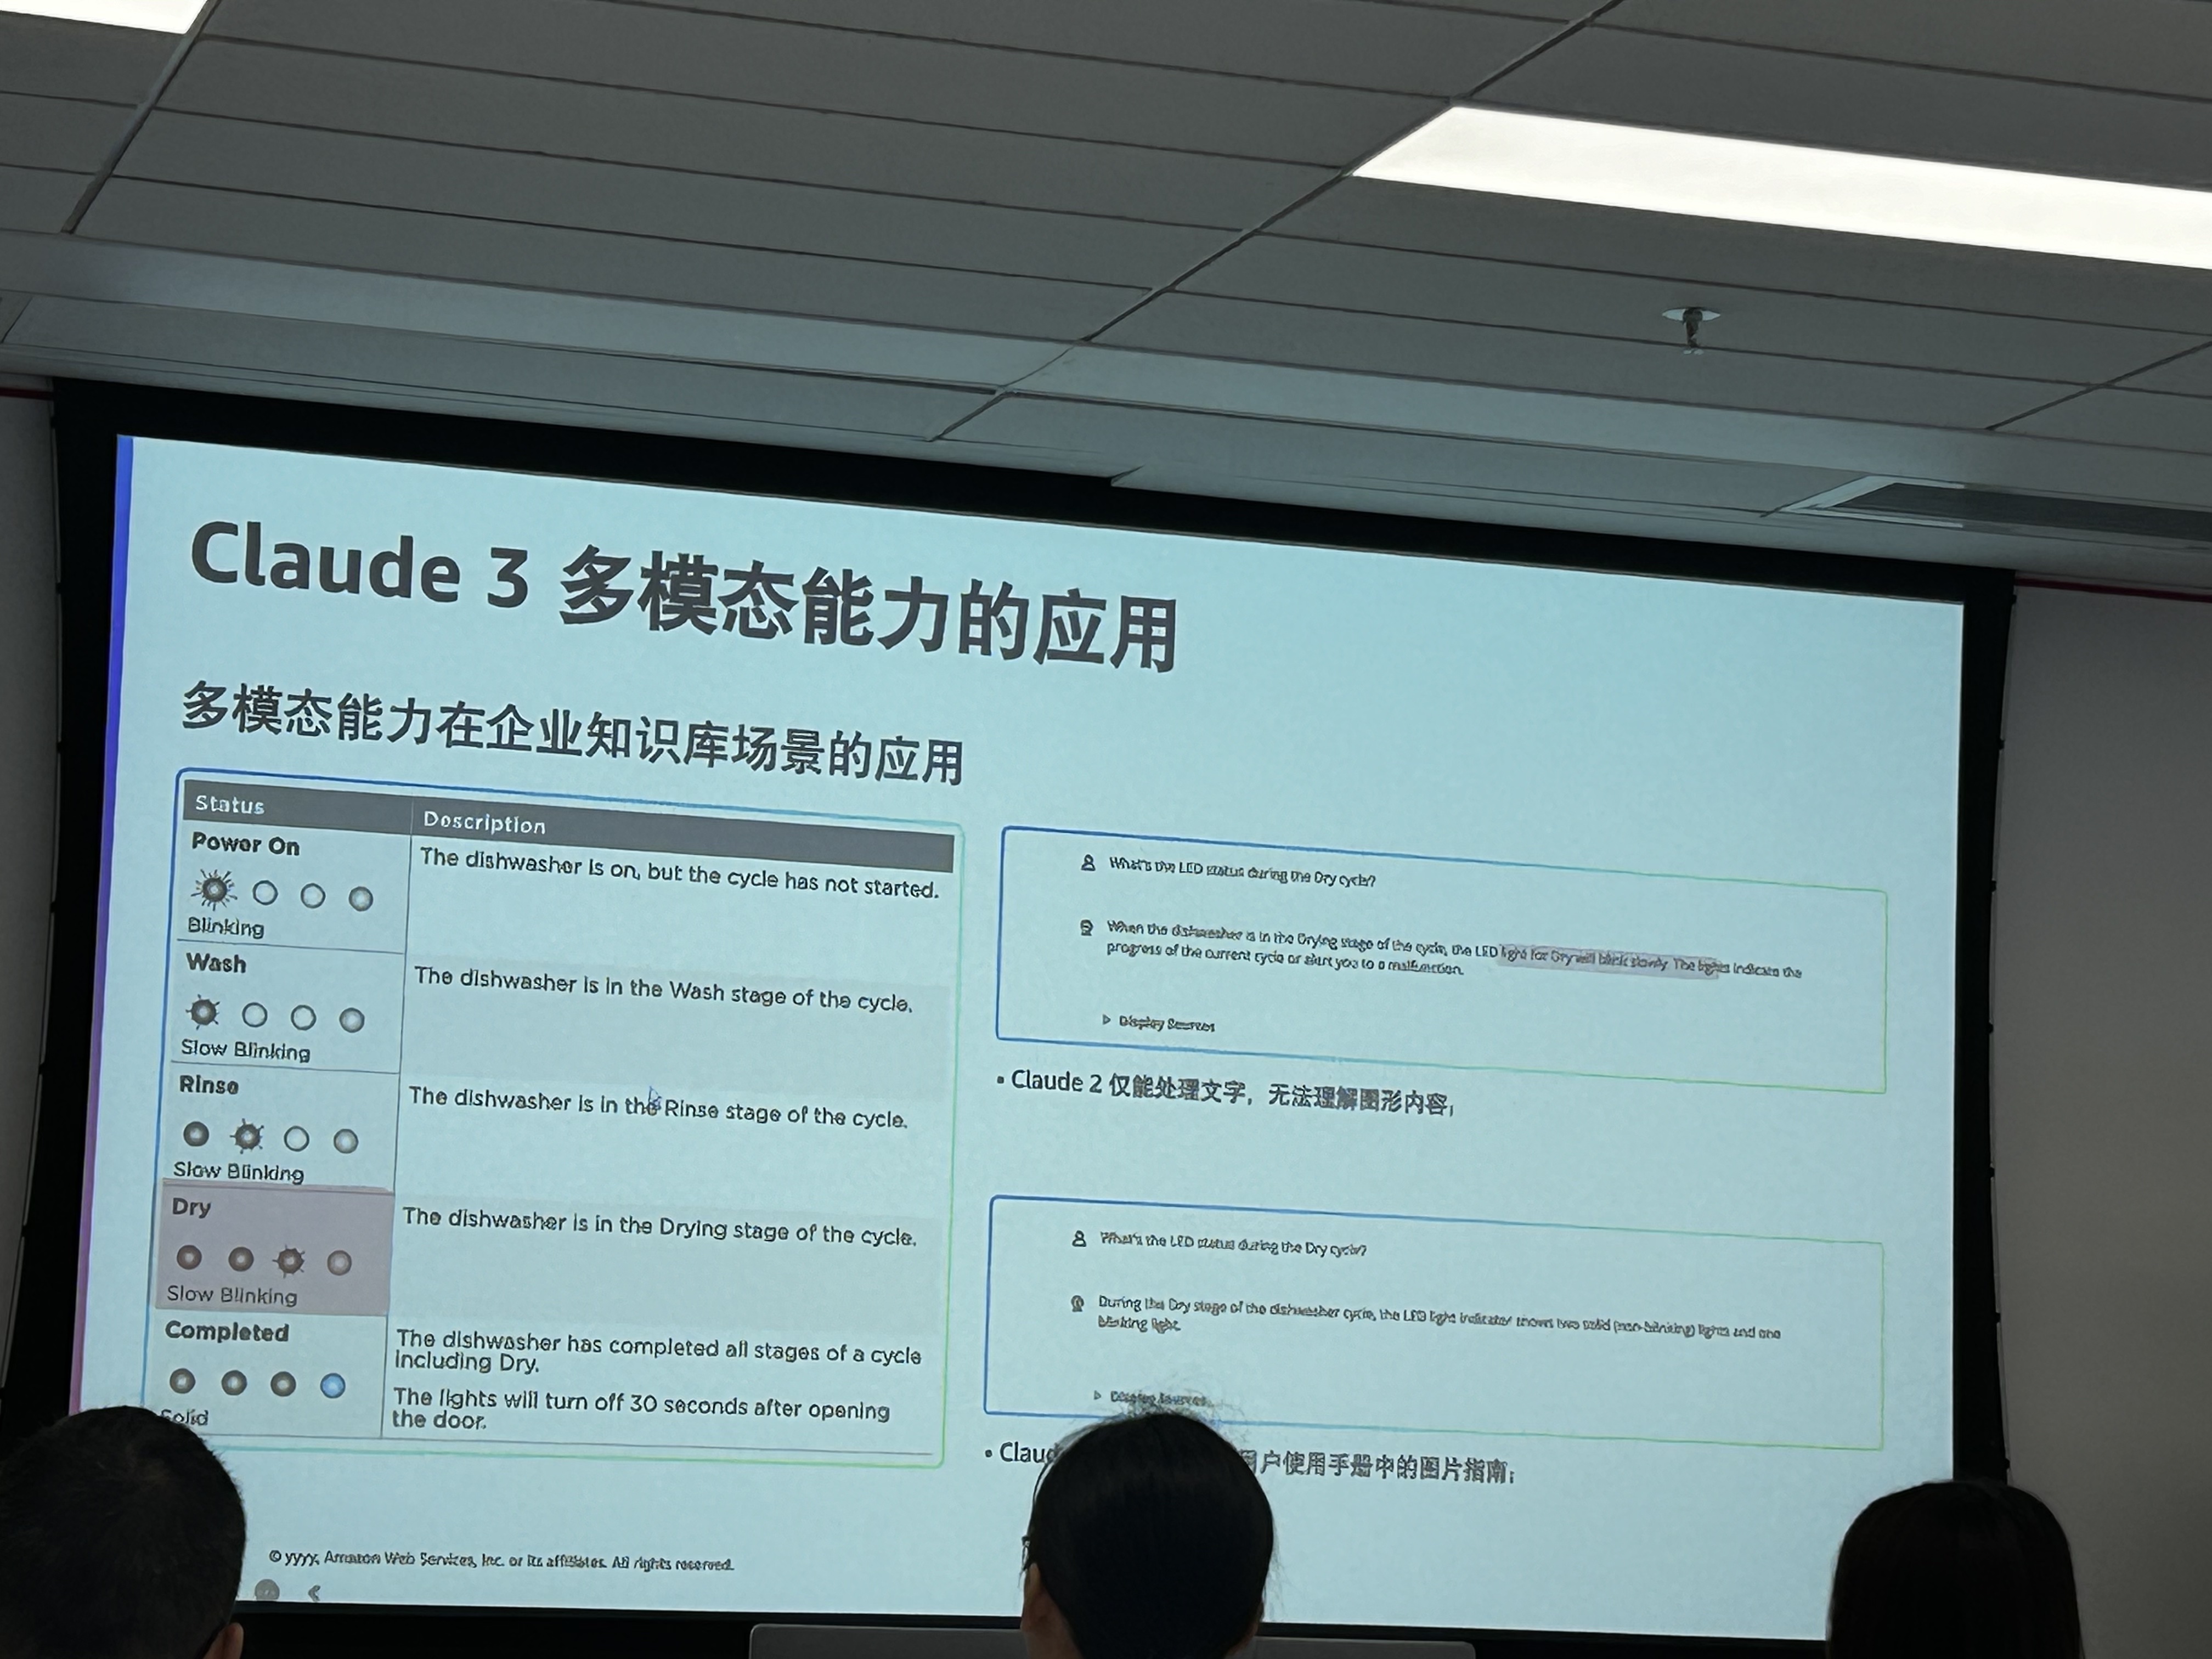 Claude 3 多模态能力的应用
多模态能力在企业知识库场景的应用
Status
Description
Power On
Blinking
The dishwasher is on, but the cycle has not started.
Wash
Slow Blinking
The dishwasher is in the Wash stage of the cycle.
Rinse
Slow Blinking
The dishwasher is in the Rinse stage of the cycle.
Dry
Slow Blinking
The dishwasher is in the Drying stage of the cycle.
Completed
Solid
The dishwasher has completed all stages of a cycle
including Dry.
The lights will turn off 30 seconds after opening
the door.
What's the LED status during the Dry cycle?
When the dishwasher is in the Drying stage of the cycle, the LED light for Dry will blink slowly. The lights indicate the
progress of the current cycle or alert you to a malfunction.
Display Sources
• Claude 2 仅能处理文字，无法理解图形内容；
What's the LED status during the Dry cycle?
During the Dry stage of the dishwasher cycle, the LED light indicator shows two solid (non-blinking) lights and one
blinking light.
•
户使用手册中的图片指南；
© yyyy, Amazon Web Services, Inc. or its affiliates. All rights reserved.